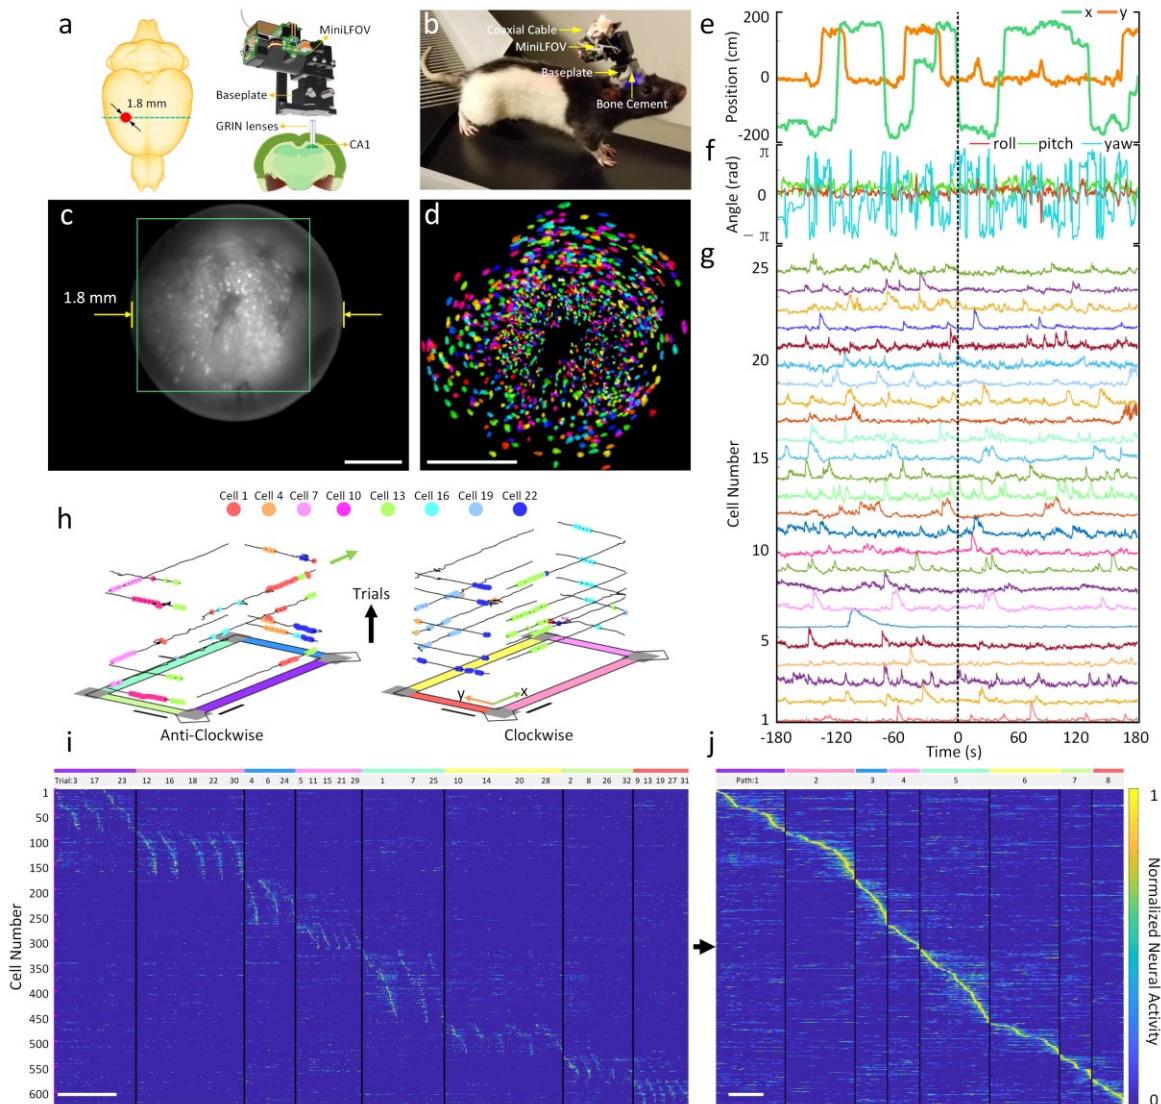 a
MiniLFOV
Baseplate
GRIN lenses
CA1
1.8 mm
b
Coaxial Cable
MiniLFOV
Baseplate
Bone Cement
c
1.8 mm
d
e
x y
Position (cm)
200
0
-200
f
roll pitch yaw
Angle (rad)
π
0
– π
g
Cell Number
25
20
15
10
5
1
-180 -120 -60 0 60 120 180
Time (s)
h
Cell 1 Cell 4 Cell 7 Cell 10 Cell 13 Cell 16 Cell 19 Cell 22
Trials
y x
Anti-Clockwise
Clockwise
i
Trial:3 17 23 12 16 18 22 30 4 6 24 5 11 15 21 29 1 7 25 10 14 20 28 2 8 26 32 9 13 19 27 31
Cell Number
1
50
100
150
200
250
300
350
400
450
500
550
600
j
Path:1 2 3 4 5 6 7 8
1
Normalized Neural Activity
0